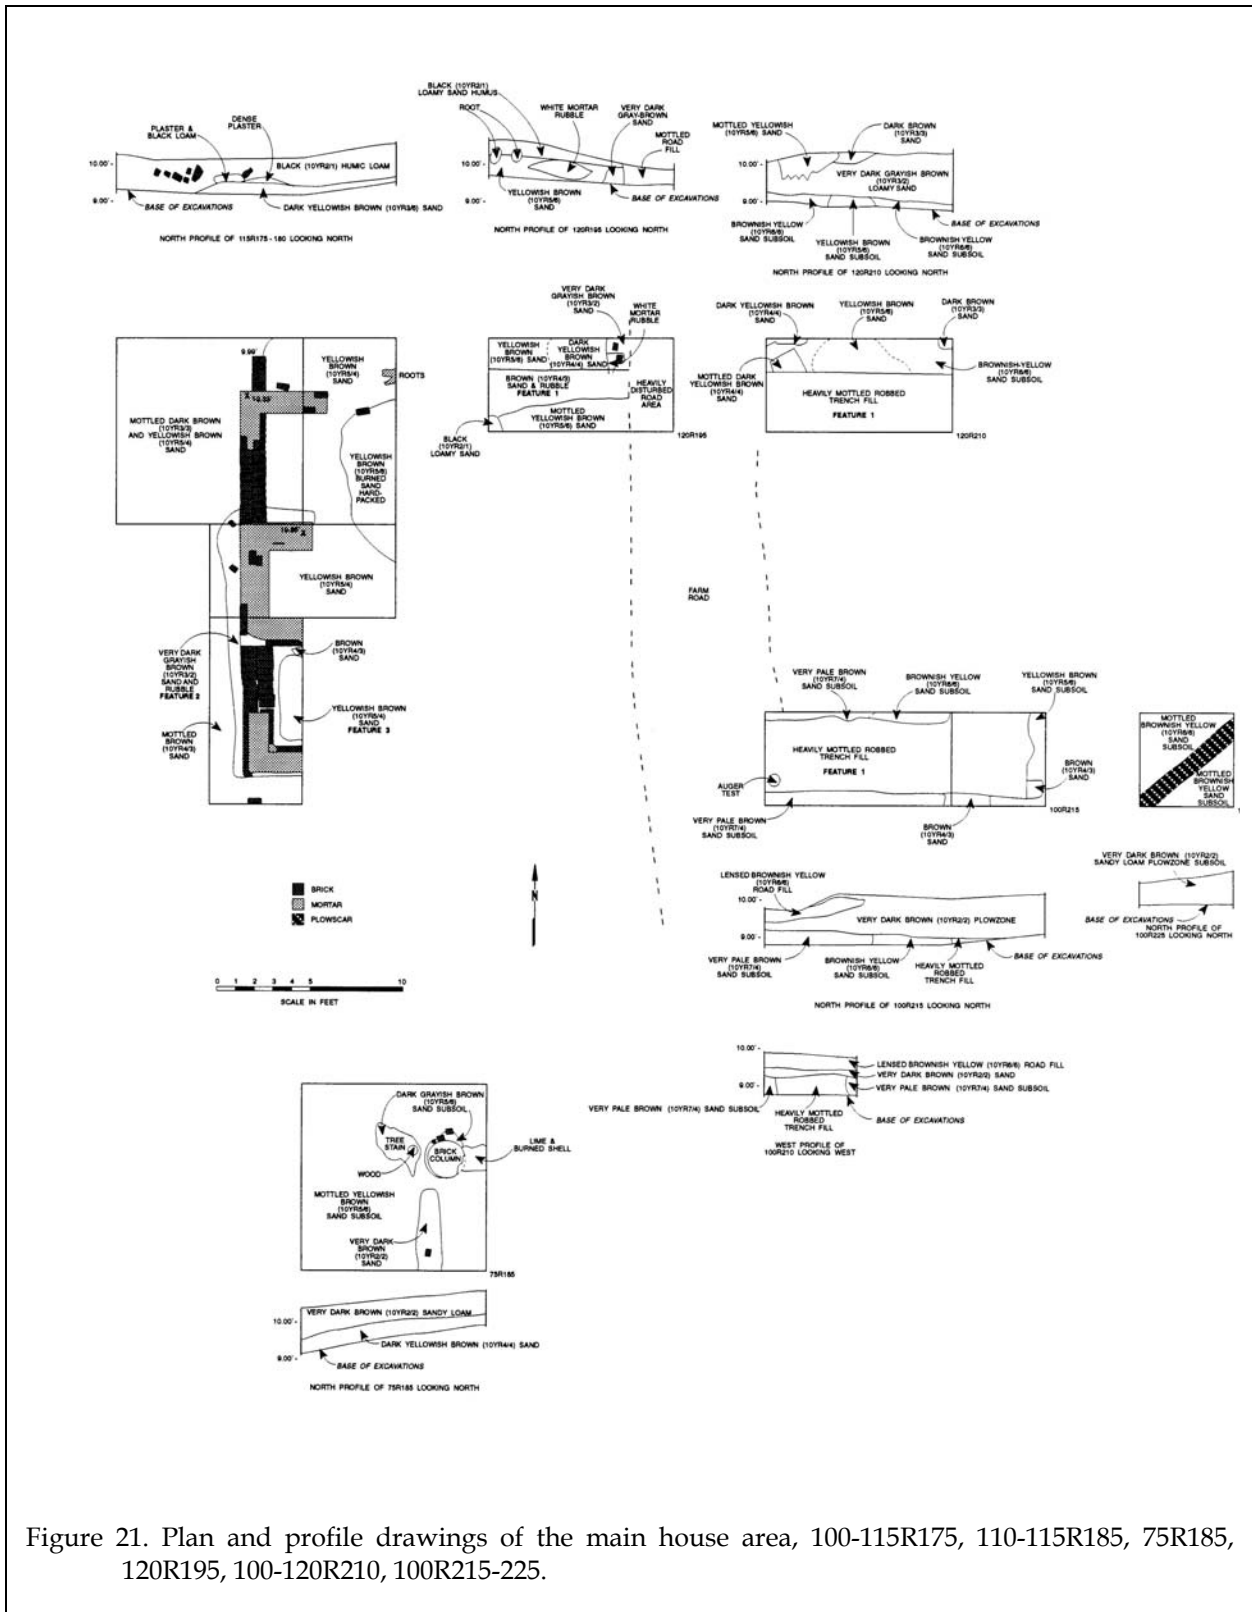 BLACK (10YR2/1)
LOAMY SAND HUMUS
ROOT
WHITE MORTAR
RUBBLE
VERY DARK
GRAY-BROWN
SAND
MOTTLED
ROAD
FILL
PLASTER &
BLACK LOAM
DENSE
PLASTER
BLACK (10YR2/1) HUMIC LOAM
10.00'-
9.00'-
BASE OF EXCAVATIONS
DARK YELLOWISH BROWN (10YR3/6) SAND
NORTH PROFILE OF 115R175-180 LOOKING NORTH
10.00'-
9.00'-
YELLOWISH BROWN
(10YR5/6)
SAND
BASE OF EXCAVATIONS
NORTH PROFILE OF 120R195 LOOKING NORTH
MOTTLED YELLOWISH
(10YR5/6) SAND
DARK BROWN
(10YR3/3)
SAND
10.00'-
9.00'-
VERY DARK GRAYISH BROWN
(10YR3/2)
LOAMY SAND
BASE OF EXCAVATIONS
BROWNISH YELLOW
(10YR6/6)
SAND SUBSOIL
YELLOWISH BROWN
(10YR5/6)
SAND SUBSOIL
BROWNISH YELLOW
(10YR6/6)
SAND SUBSOIL
NORTH PROFILE OF 120R210 LOOKING NORTH
9.99'
YELLOWISH
BROWN
(10YR5/4)
SAND
ROOTS
MOTTLED DARK BROWN
(10YR3/3)
AND YELLOWISH BROWN
(10YR5/4)
SAND
YELLOWISH
BROWN
(10YR5/8)
BURNED
SAND
HARD-
PACKED
YELLOWISH BROWN
(10YR5/4)
SAND
VERY DARK
GRAYISH
BROWN
(10YR3/2)
SAND AND
RUBBLE
FEATURE 2
BROWN
(10YR4/3)
SAND
YELLOWISH BROWN
(10YR5/4)
SAND
FEATURE 3
MOTTLED
BROWN
(10YR4/3)
SAND
VERY DARK
GRAYISH BROWN
(10YR3/2)
SAND
WHITE
MORTAR
RUBBLE
YELLOWISH
BROWN
(10YR5/6) SAND
DARK
YELLOWISH
BROWN
(10YR4/4) SAND
BROWN (10YR4/3)
SAND & RUBBLE
FEATURE 1
HEAVILY
DISTURBED
ROAD
AREA
MOTTLED
YELLOWISH BROWN
(10YR5/6) SAND
BLACK
(10YR2/1)
LOAMY SAND
120R195
DARK YELLOWISH BROWN
(10YR4/4)
SAND
YELLOWISH BROWN
(10YR5/6)
SAND
DARK BROWN
(10YR3/3)
SAND
MOTTLED DARK
YELLOWISH BROWN
(10YR4/4)
SAND
BROWNISH-YELLOW
(10YR6/6)
SAND SUBSOIL
HEAVILY MOTTLED ROBBED
TRENCH FILL
FEATURE 1
120R210
FARM
ROAD
VERY PALE BROWN
(10YR7/4)
SAND SUBSOIL
BROWNISH YELLOW
(10YR6/6)
SAND SUBSOIL
YELLOWISH BROWN
(10YR5/6)
SAND SUBSOIL
HEAVILY MOTTLED ROBBED
TRENCH FILL
FEATURE 1
AUGER
TEST
BROWN
(10YR4/3)
SAND
100R215
VERY PALE BROWN
(10YR7/4)
SAND SUBSOIL
BROWN
(10YR4/3)
SAND
MOTTLED
BROWNISH YELLOW
(10YR6/6)
SAND
SUBSOIL
MOTTLED
BROWNISH
YELLOW
SAND
SUBSOIL
VERY DARK BROWN (10YR2/2)
SANDY LOAM PLOWZONE SUBSOIL
BASE OF EXCAVATIONS
NORTH PROFILE OF
100R225 LOOKING NORTH
BRICK
MORTAR
PLOWSCAR
N
0 1 2 3 4 5 10
SCALE IN FEET
LENSED BROWNISH YELLOW
(10YR6/6)
ROAD FILL
10.00'-
9.00'-
VERY DARK BROWN (10YR2/2) PLOWZONE
BASE OF EXCAVATIONS
VERY PALE BROWN
(10YR7/4)
SAND SUBSOIL
BROWNISH YELLOW
(10YR6/6)
SAND SUBSOIL
HEAVILY MOTTLED
ROBBED
TRENCH FILL
NORTH PROFILE OF 100R215 LOOKING NORTH
10.00'-
9.00'-
LENSED BROWNISH YELLOW (10YR6/6) ROAD FILL
VERY DARK BROWN (10YR2/2) SAND
VERY PALE BROWN (10YR7/4) SAND SUBSOIL
VERY PALE BROWN (10YR7/4) SAND SUBSOIL
HEAVILY MOTTLED
ROBBED
TRENCH FILL
BASE OF EXCAVATIONS
WEST PROFILE OF
100R210 LOOKING WEST
DARK GRAYISH BROWN
(10YR5/6)
SAND SUBSOIL
TREE
STAIN
WOOD
BRICK
COLUMN
LIME &
BURNED SHELL
MOTTLED YELLOWISH
BROWN
(10YR5/6)
SAND SUBSOIL
VERY DARK
BROWN
(10YR2/2)
SAND
75R185
VERY DARK BROWN (10YR2/2) SANDY LOAM
10.00'-
9.00'-
DARK YELLOWISH BROWN (10YR4/4) SAND
BASE OF EXCAVATIONS
NORTH PROFILE OF 75R185 LOOKING NORTH
Figure 21. Plan and profile drawings of the main house area, 100-115R175, 110-115R185, 75R185,
120R195, 100-120R210, 100R215-225.